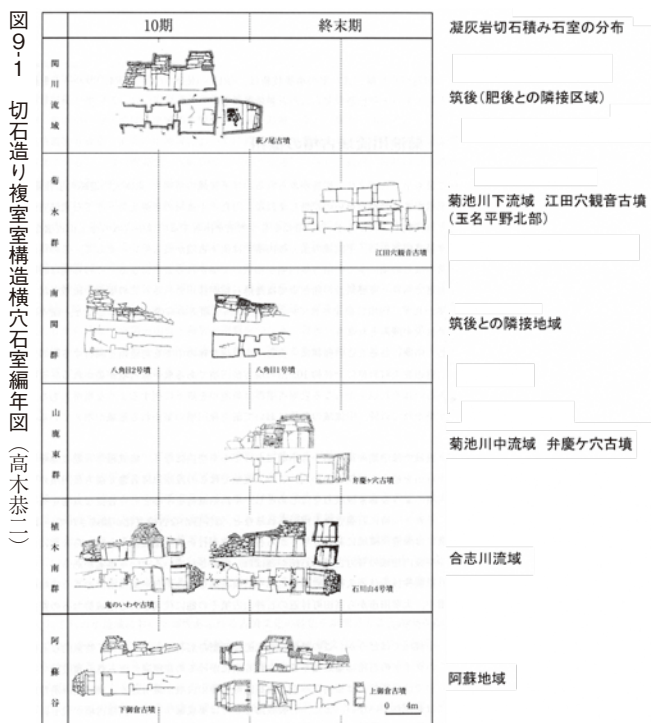 図9-1 切石造り複室構造横穴石室編年図（高木恭二）
10期
終末期
関川流域
萩ノ尾古墳
菊水群
江田穴観音古墳
南関群
八角目2号墳
八角目1号墳
山鹿東群
弁慶ヶ穴古墳
植木南群
鬼のいわや古墳
石川山4号墳
阿蘇谷
下御倉古墳
上御倉古墳
0 4m
凝灰岩切石積み石室の分布
筑後（肥後との隣接区域）
菊池川下流域 江田穴観音古墳
（玉名平野北部）
筑後との隣接地域
菊池川中流域 弁慶ケ穴古墳
合志川流域
阿蘇地域